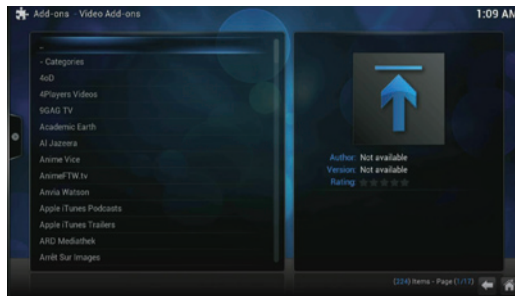 Add-ons - Video Add-ons
1:09 AM
..
- Categories
4oD
4Players Videos
9GAG TV
Academic Earth
Al Jazeera
Anime Vice
AnimeFTW.tv
Anvia Watson
Apple iTunes Podcasts
Apple iTunes Trailers
ARD Mediathek
Arrêt Sur Images
Author: Not available
Version: Not available
Rating:
(324) Items - Page (1/17)